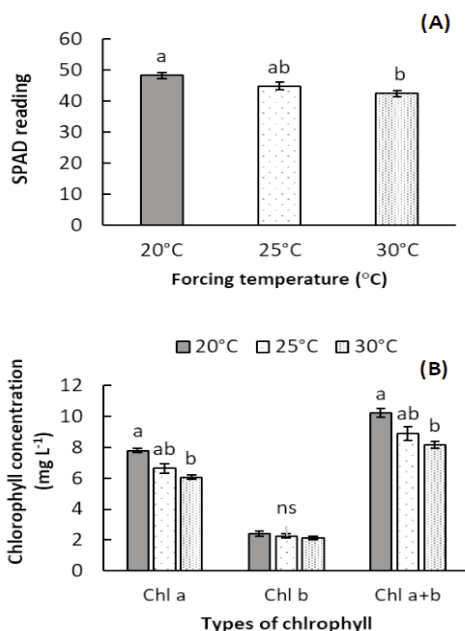 (A)
60
50
40
30
20
10
0
SPAD reading
a
ab
b
20°C 25°C 30°C
Forcing temperature (°C)
20°C 25°C 30°C
(B)
12
10
8
6
4
2
0
Chlorophyll concentration
(mg L⁻¹)
a ab b
ns
a ab b
Chl a Chl b Chl a+b
Types of chlrophyll